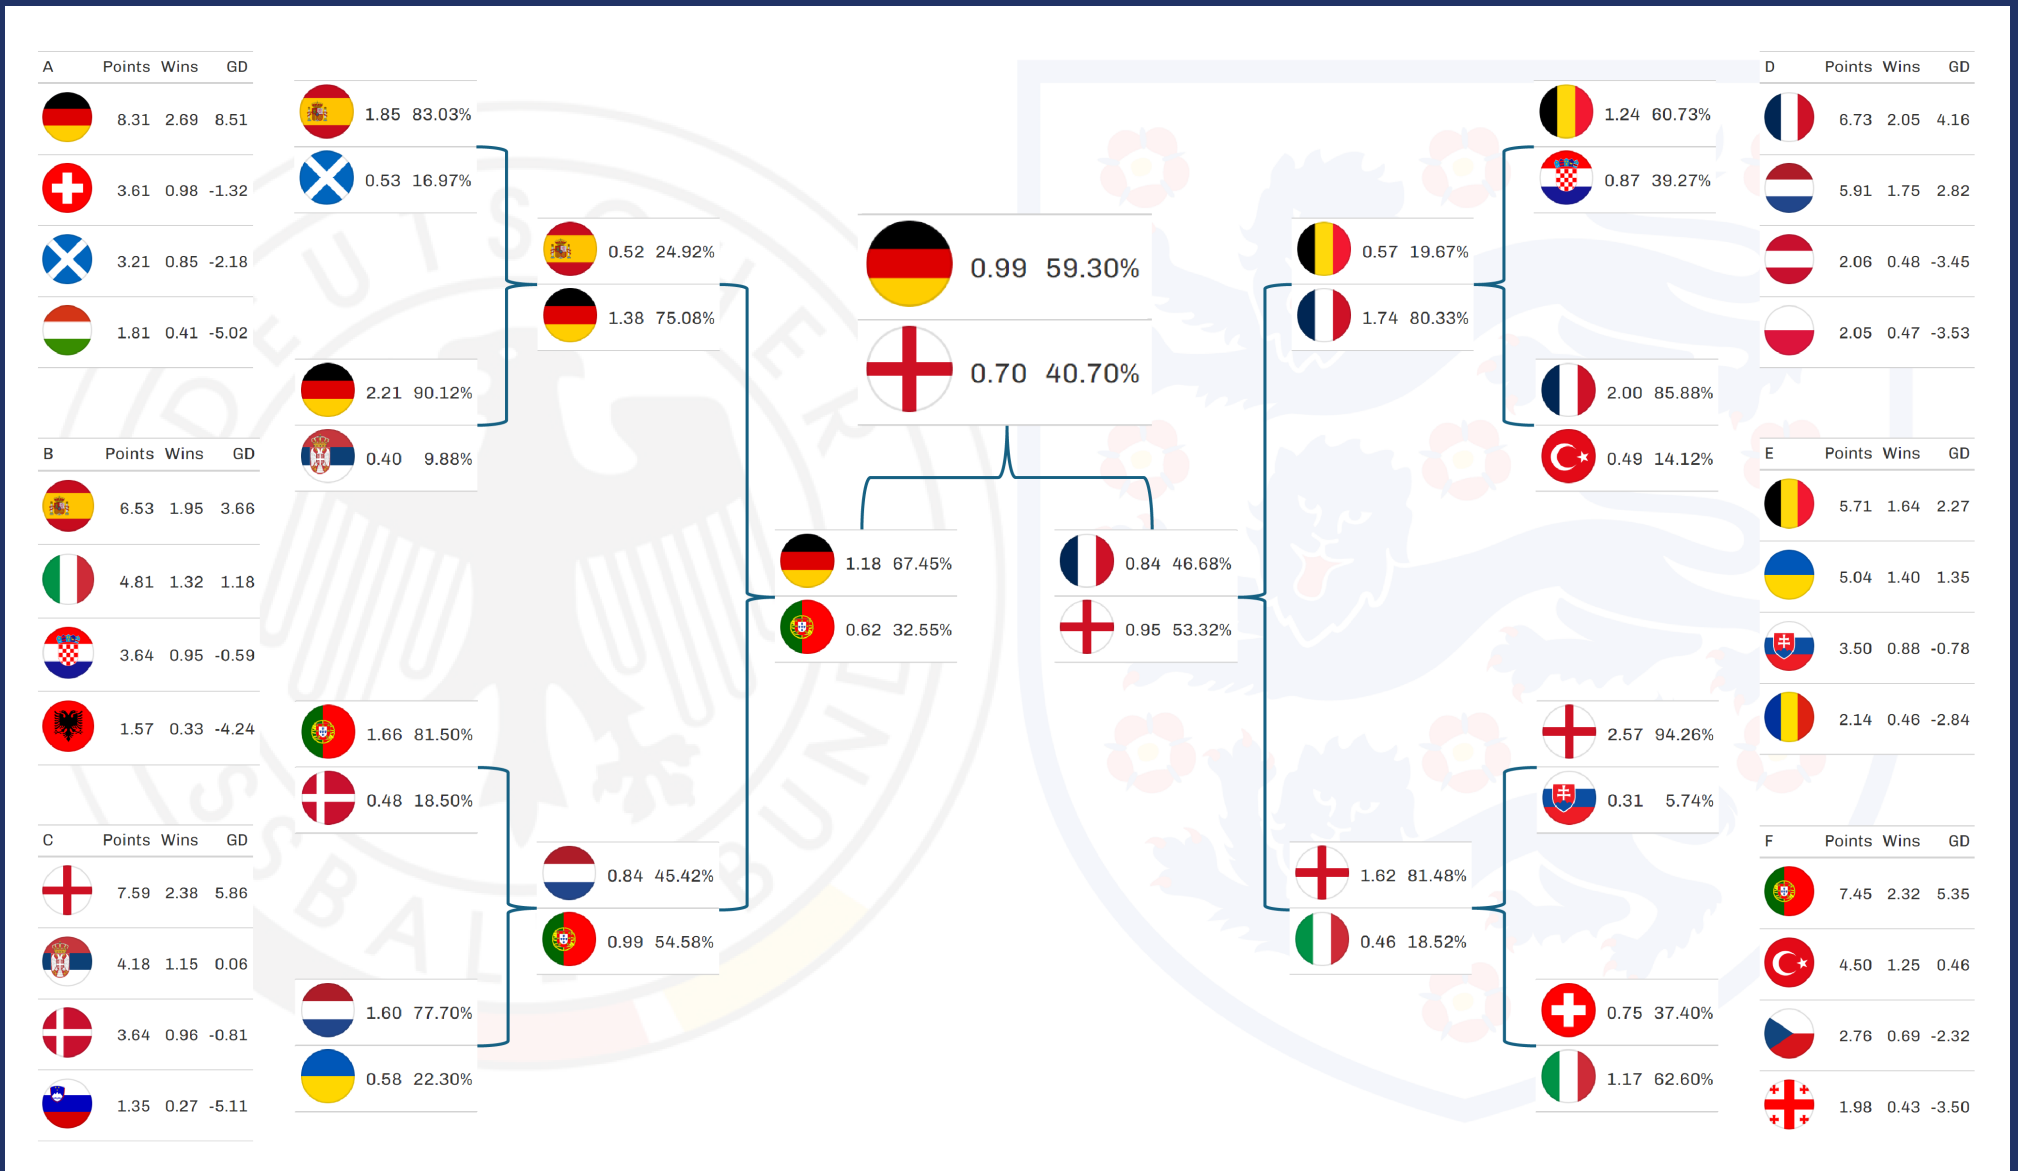 A Points Wins GD
8.31 2.69 8.51
3.61 0.98 -1.32
3.21 0.85 -2.18
1.81 0.41 -5.02
B Points Wins GD
6.53 1.95 3.66
4.81 1.32 1.18
3.64 0.95 -0.59
1.57 0.33 -4.24
C Points Wins GD
7.59 2.38 5.86
4.18 1.15 0.06
3.64 0.96 -0.81
1.35 0.27 -5.11
1.85 83.03%
0.53 16.97%
2.21 90.12%
0.40 9.88%
1.66 81.50%
0.48 18.50%
1.60 77.70%
0.58 22.30%
0.52 24.92%
1.38 75.08%
0.84 45.42%
0.99 54.58%
1.18 67.45%
0.62 32.55%
0.99 59.30%
0.70 40.70%
0.84 46.68%
0.95 53.32%
0.57 19.67%
1.74 80.33%
1.62 81.48%
0.46 18.52%
1.24 60.73%
0.87 39.27%
2.00 85.88%
0.49 14.12%
2.57 94.26%
0.31 5.74%
0.75 37.40%
1.17 62.60%
D Points Wins GD
6.73 2.05 4.16
5.91 1.75 2.82
2.06 0.48 -3.45
2.05 0.47 -3.53
E Points Wins GD
5.71 1.64 2.27
5.04 1.40 1.35
3.50 0.88 -0.78
2.14 0.46 -2.84
F Points Wins GD
7.45 2.32 5.35
4.50 1.25 0.46
2.76 0.69 -2.32
1.98 0.43 -3.50